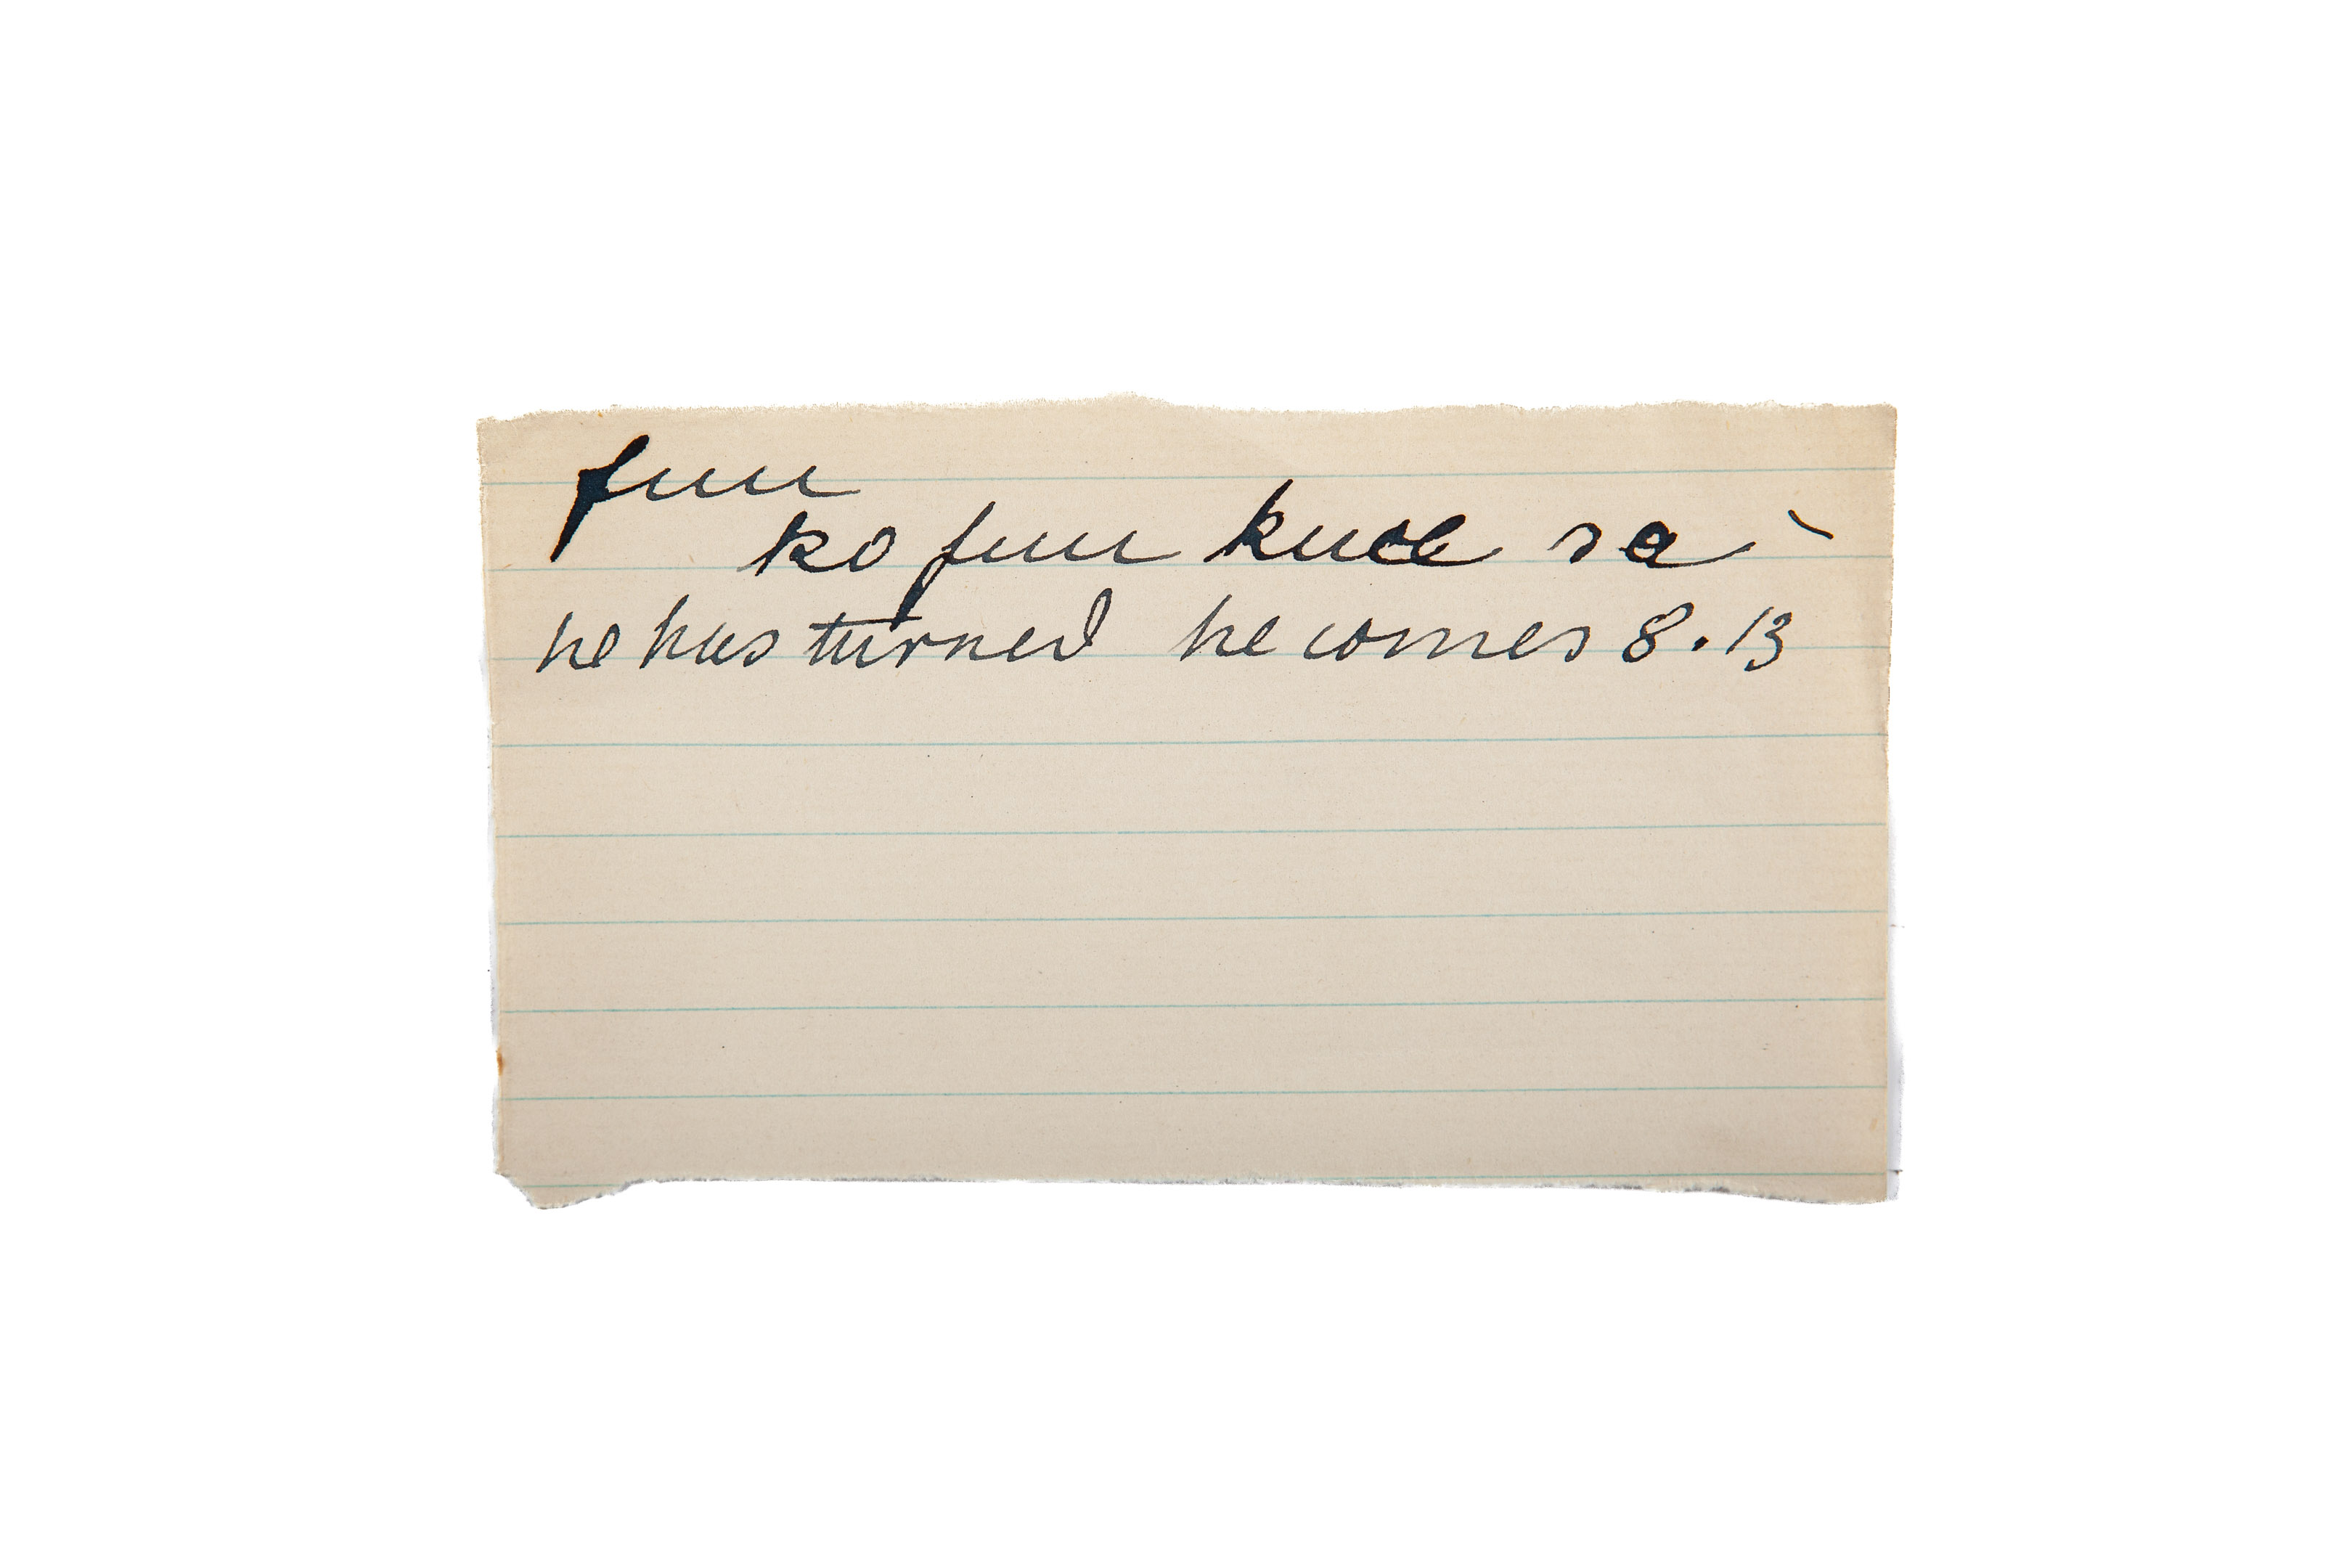 fuu
ko fuu kuce sa
he has turned he comes 8.13